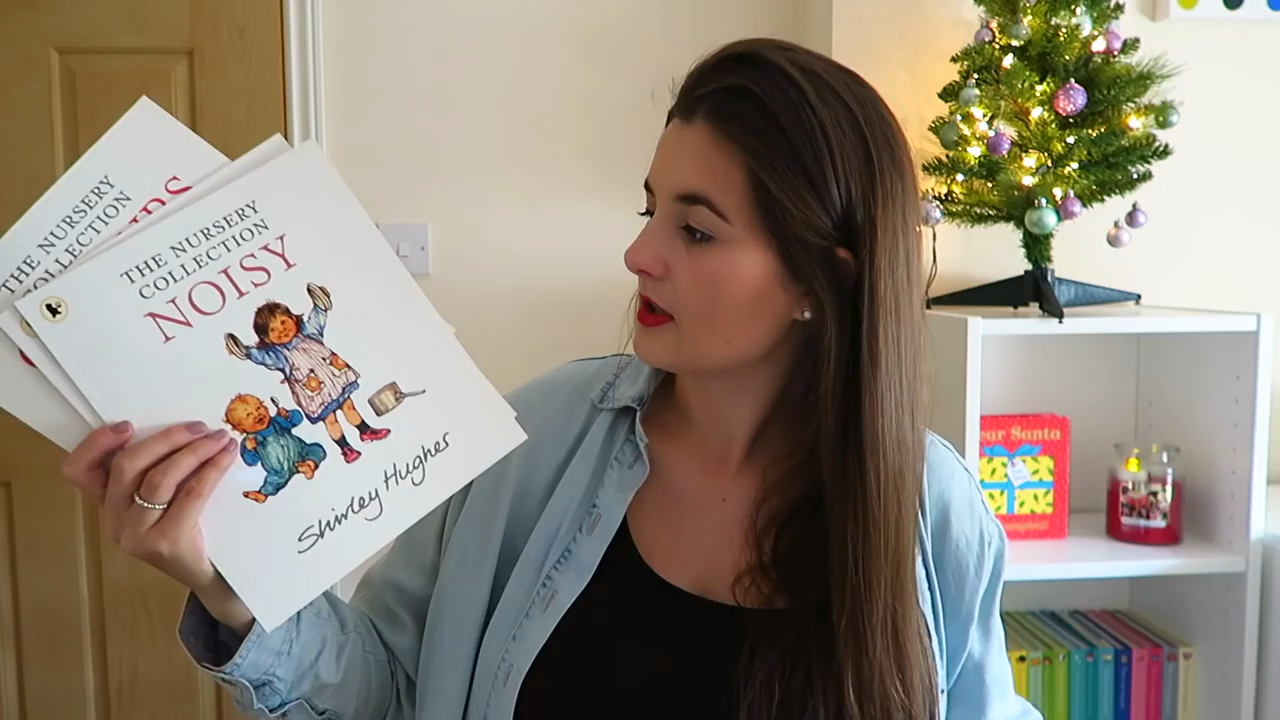 THE NURSERY
COLLECTION
THE NURSERY
COLLECTION
NOISY
Shirley Hughes
ear Santa